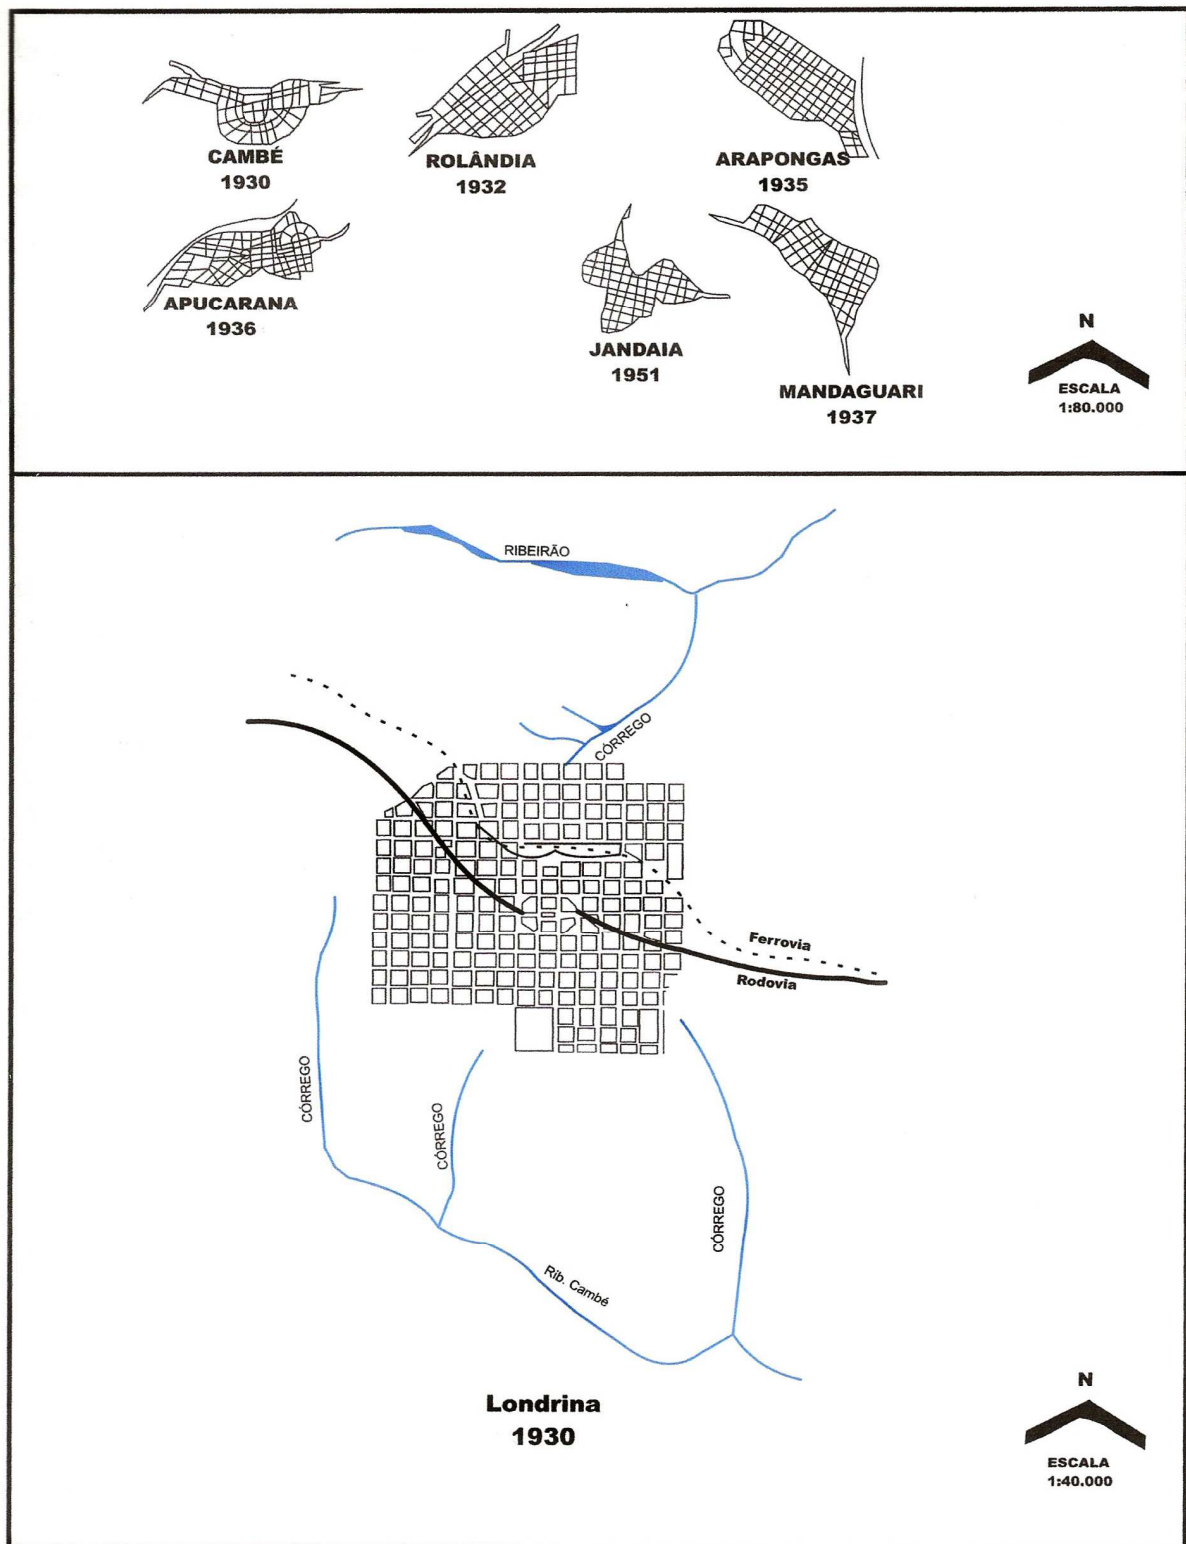 CAMBÉ
1930
ROLÂNDIA
1932
ARAPONGAS
1935
APUCARANA
1936
JANDAIA
1951
MANDAGUARI
1937
N
ESCALA
1:80.000
RIBEIRÃO
CÓRREGO
Ferrovia
Rodovia
CÓRREGO
CÓRREGO
CÓRREGO
Rib. Cambé
Londrina
1930
N
ESCALA
1:40.000